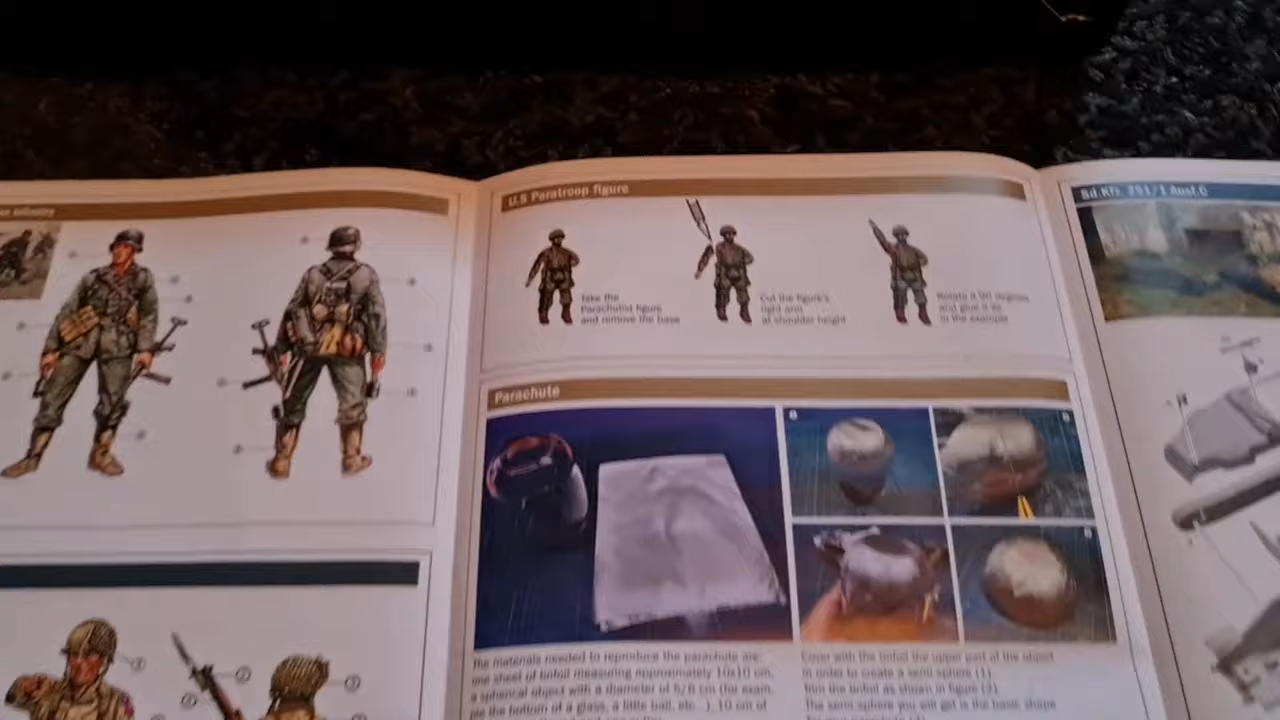 Infantry
U.S Paratroop figure
Take the
Parachutist figure
and remove the base
Cut the figure's
right arm
at shoulder height
Rotate it 90 degrees
and glue it as
in the example
Sd.Kfz. 251/1 Ausf.C
Parachute
The materials needed to reproduce the parachute are:
one sheet of tinfoil measuring approximately 10x10 cm,
a spherical object with a diameter of 5/6 cm (for exam-
ple the bottom of a glass, a little ball, etc...), 10 cm of
Cover with the tinfoil the upper part of the object
in order to create a semi sphere (1)
Trim the tinfoil as shown in figure (2)
The semi sphere you will get is the basic shape